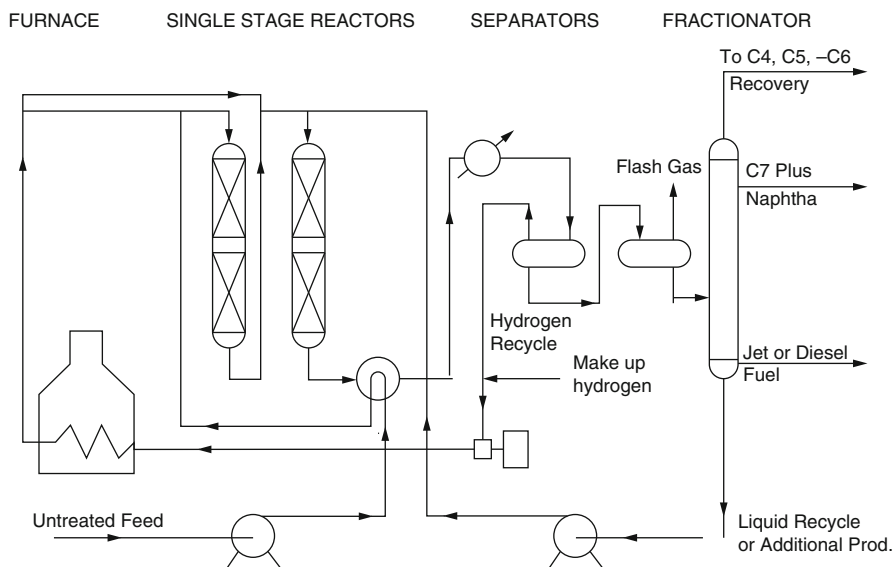 FURNACE
SINGLE STAGE REACTORS
SEPARATORS
FRACTIONATOR
To C4, C5, –C6
Recovery
Flash Gas
C7 Plus
Naphtha
Hydrogen
Recycle
Make up
hydrogen
Jet or Diesel
Fuel
Untreated Feed
Liquid Recycle
or Additional Prod.